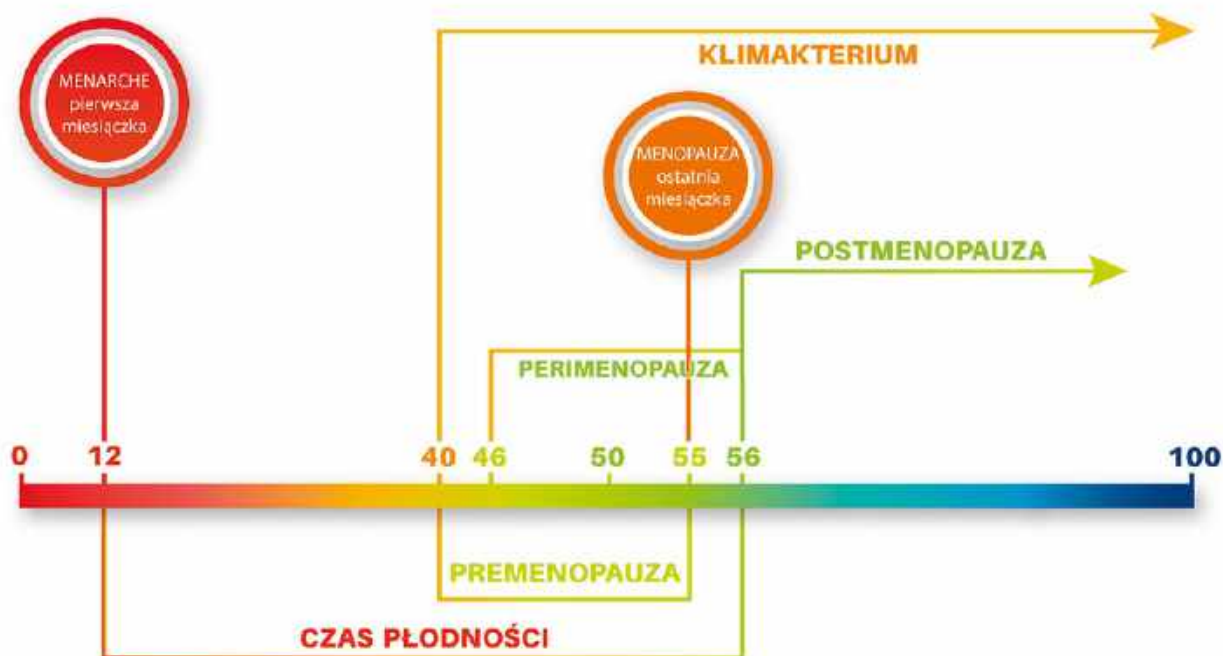 MENARCHE
pierwsza
miesiączka
KLIMAKTERIUM
MENOPAUZA
ostatnia
miesiączka
POSTMENOPAUZA
PERIMENOPAUZA
0 12 40 46 50 55 56 100
PREMENOPAUZA
CZAS PŁODNOŚCI